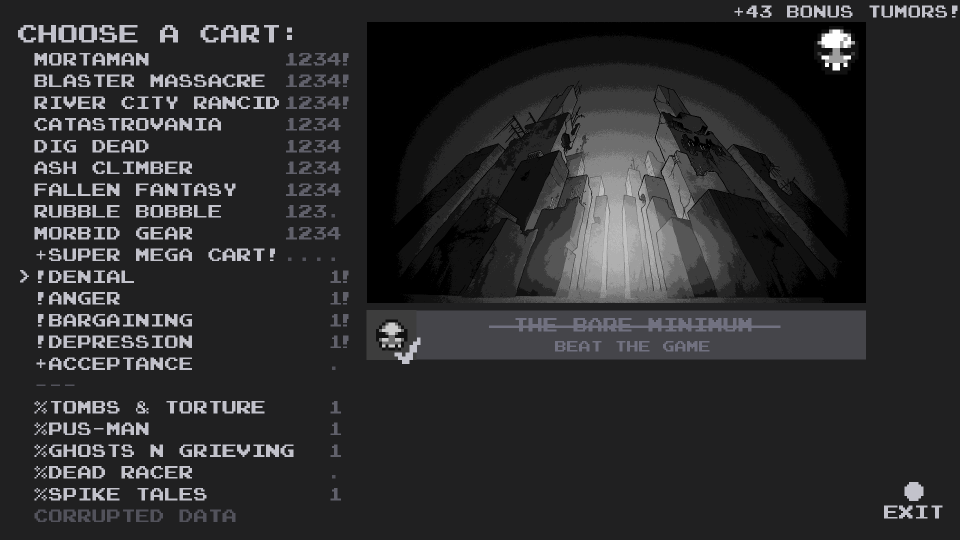 +43 BONUS TUMORS!
CHOOSE A CART:
MORTAMAN 1234!
BLASTER MASSACRE 1234!
RIVER CITY RANCID 1234!
CATASTROVANIA 1234
DIG DEAD 1234
ASH CLIMBER 1234
FALLEN FANTASY 1234
RUBBLE BOBBLE 123.
MORBID GEAR 1234
+SUPER MEGA CART! ....
>!DENIAL 1!
!ANGER 1!
!BARGAINING 1!
!DEPRESSION 1!
+ACCEPTANCE .
---
%TOMBS & TORTURE 1
%PUS-MAN 1
%GHOSTS N GRIEVING 1
%DEAD RACER .
%SPIKE TALES 1
CORRUPTED DATA
THE BARE MINIMUM
BEAT THE GAME
EXIT